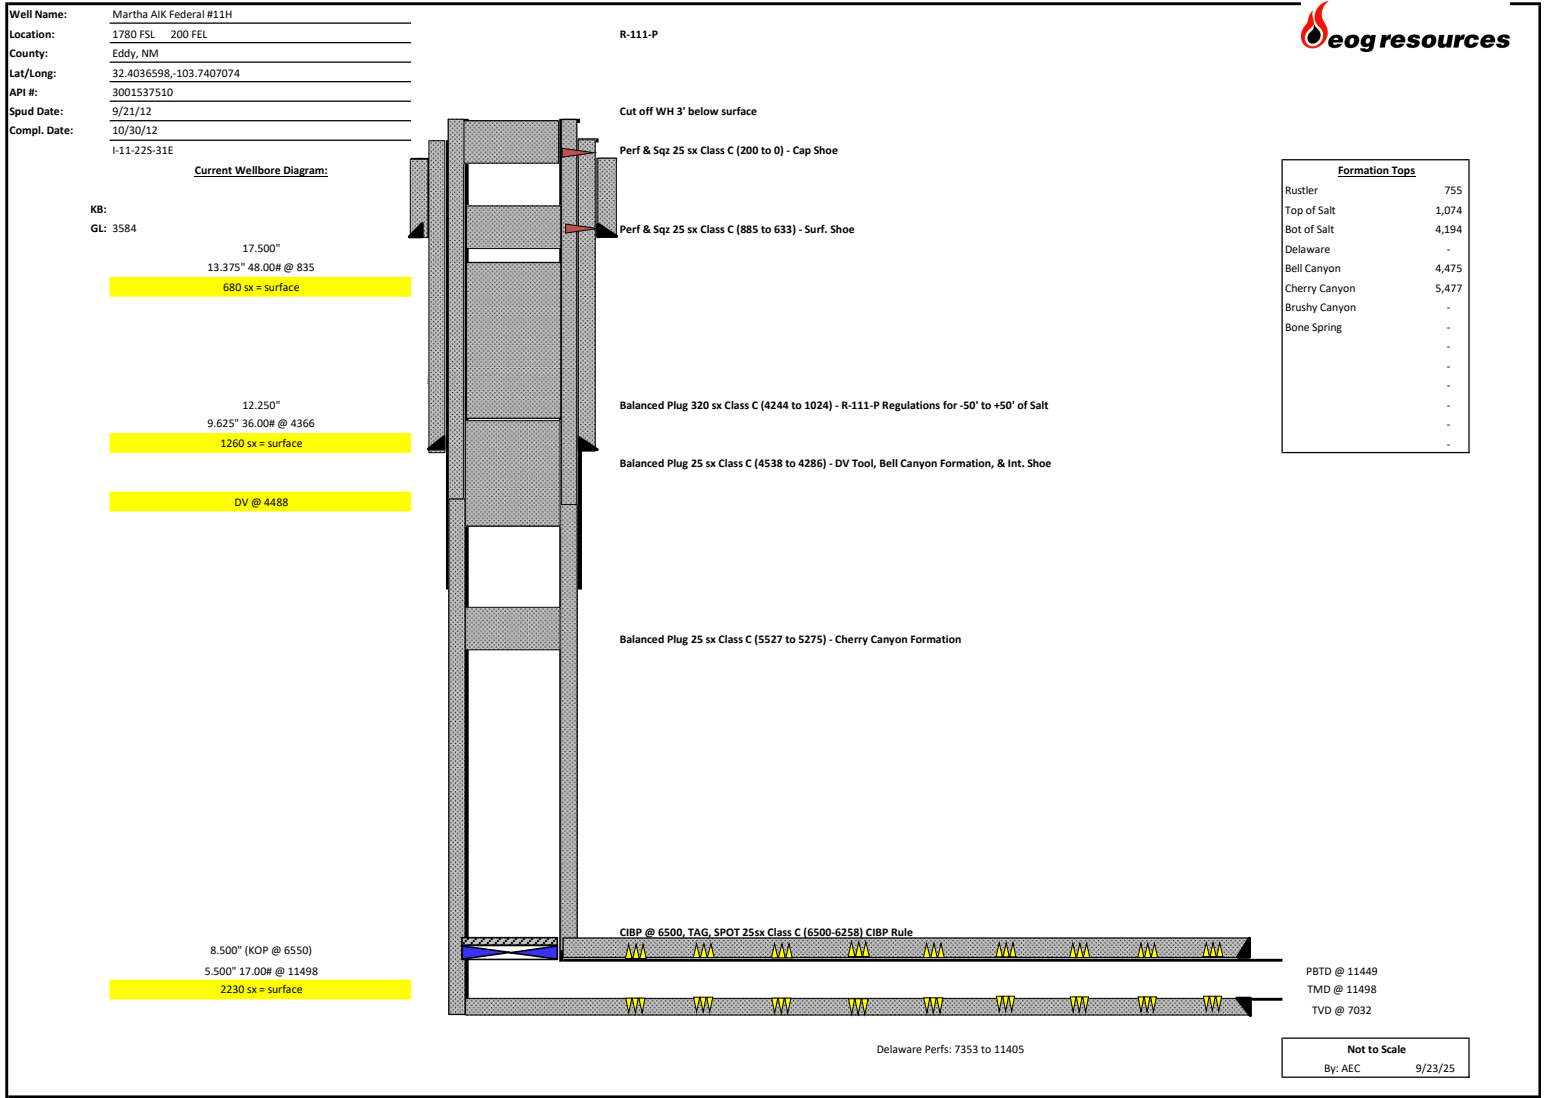 Well Name: Martha AIK Federal #11H
Location: 1780 FSL 200 FEL
R-111-P
eog resources
County: Eddy, NM
Lat/Long: 32.4036598,-103.7407074
API #: 3001537510
Spud Date: 9/21/12
Cut off WH 3' below surface
Compl. Date: 10/30/12
I-11-22S-31E
Perf & Sqz 25 sx Class C (200 to 0) - Cap Shoe
Current Wellbore Diagram:
Formation Tops
Rustler 755
KB:
Top of Salt 1,074
GL: 3584
Perf & Sqz 25 sx Class C (885 to 633) - Surf. Shoe
Bot of Salt 4,194
17.500"
Delaware -
13.375" 48.00# @ 835
Bell Canyon 4,475
680 sx = surface
Cherry Canyon 5,477
Brushy Canyon -
Bone Spring -
-
-
-
12.250"
Balanced Plug 320 sx Class C (4244 to 1024) - R-111-P Regulations for -50' to +50' of Salt
-
9.625" 36.00# @ 4366
-
1260 sx = surface
-
Balanced Plug 25 sx Class C (4538 to 4286) - DV Tool, Bell Canyon Formation, & Int. Shoe
DV @ 4488
Balanced Plug 25 sx Class C (5527 to 5275) - Cherry Canyon Formation
CIBP @ 6500, TAG, SPOT 25sx Class C (6500-6258) CIBP Rule
8.500" (KOP @ 6550)
5.500" 17.00# @ 11498
PBTD @ 11449
2230 sx = surface
TMD @ 11498
TVD @ 7032
Delaware Perfs: 7353 to 11405
Not to Scale
By: AEC 9/23/25